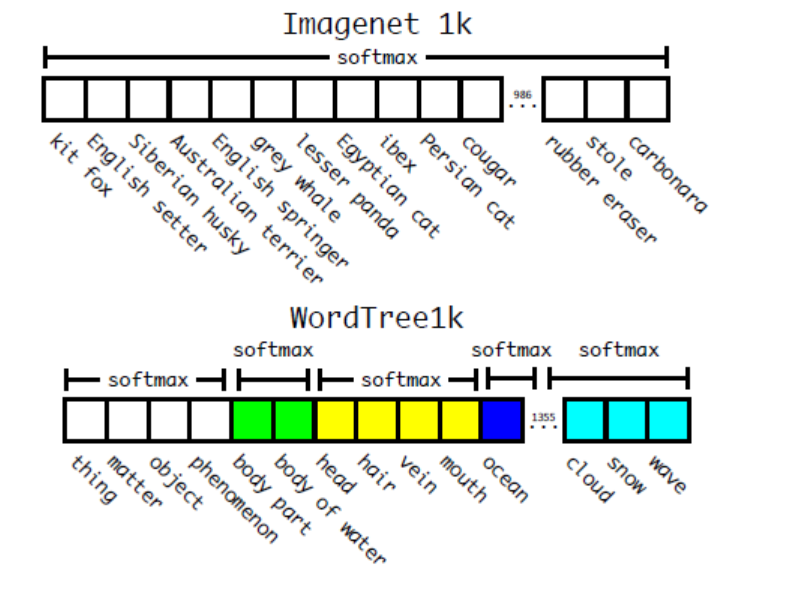 Imagenet 1k
softmax
986
...
kit fox
English setter
Siberian husky
Australian terrier
English springer
grey whale
lesser panda
Egyptian cat
ibex
Persian cat
cougar
rubber eraser
stole
carbonara
WordTree1k
softmax softmax softmax
softmax softmax
1355
...
thing
matter
object
phenomenon
body part
body of water
head
hair
vein
mouth
ocean
cloud
snow
wave